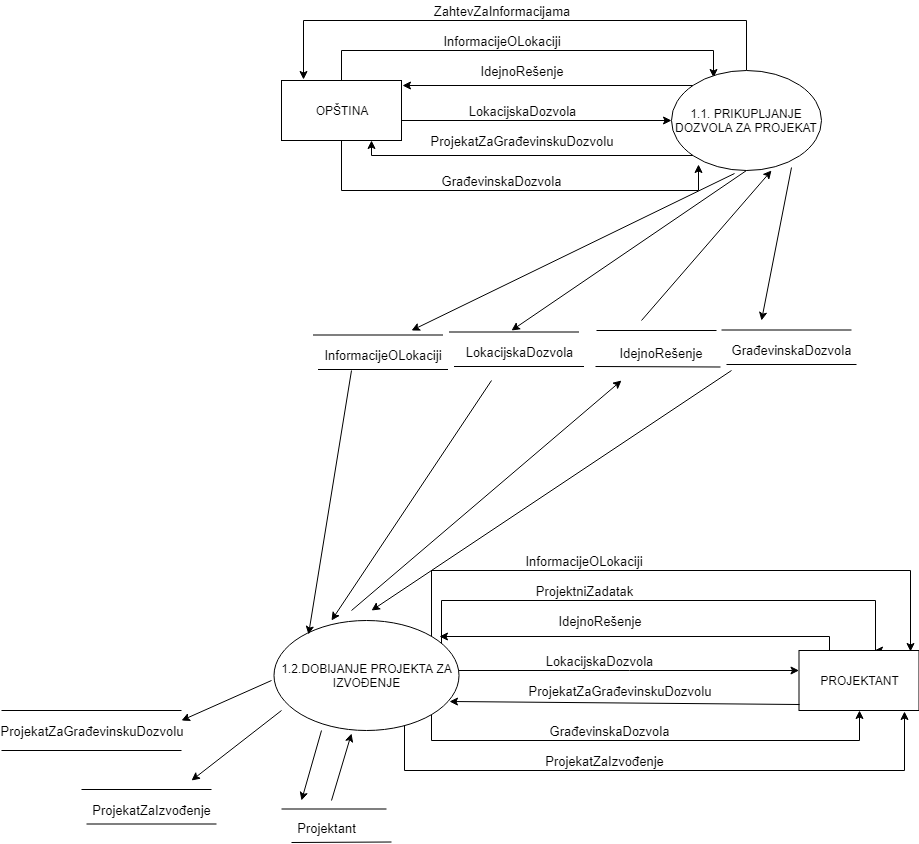 ZahtevZaInformacijama
InformacijeOLokaciji
IdejnoRešenje
OPŠTINA
LokacijskaDozvola
1.1. PRIKUPLJANJE
DOZVOLA ZA PROJEKAT
ProjekatZaGrađevinskuDozvolu
GrađevinskaDozvola
InformacijeOLokaciji
LokacijskaDozvola
IdejnoRešenje
GrađevinskaDozvola
InformacijeOLokaciji
ProjektniZadatak
IdejnoRešenje
1.2.DOBIJANJE PROJEKTA ZA
IZVOĐENJE
LokacijskaDozvola
PROJEKTANT
ProjekatZaGrađevinskuDozvolu
GrađevinskaDozvola
ProjekatZaIzvođenje
ProjekatZaGrađevinskuDozvolu
ProjekatZaIzvođenje
Projektant